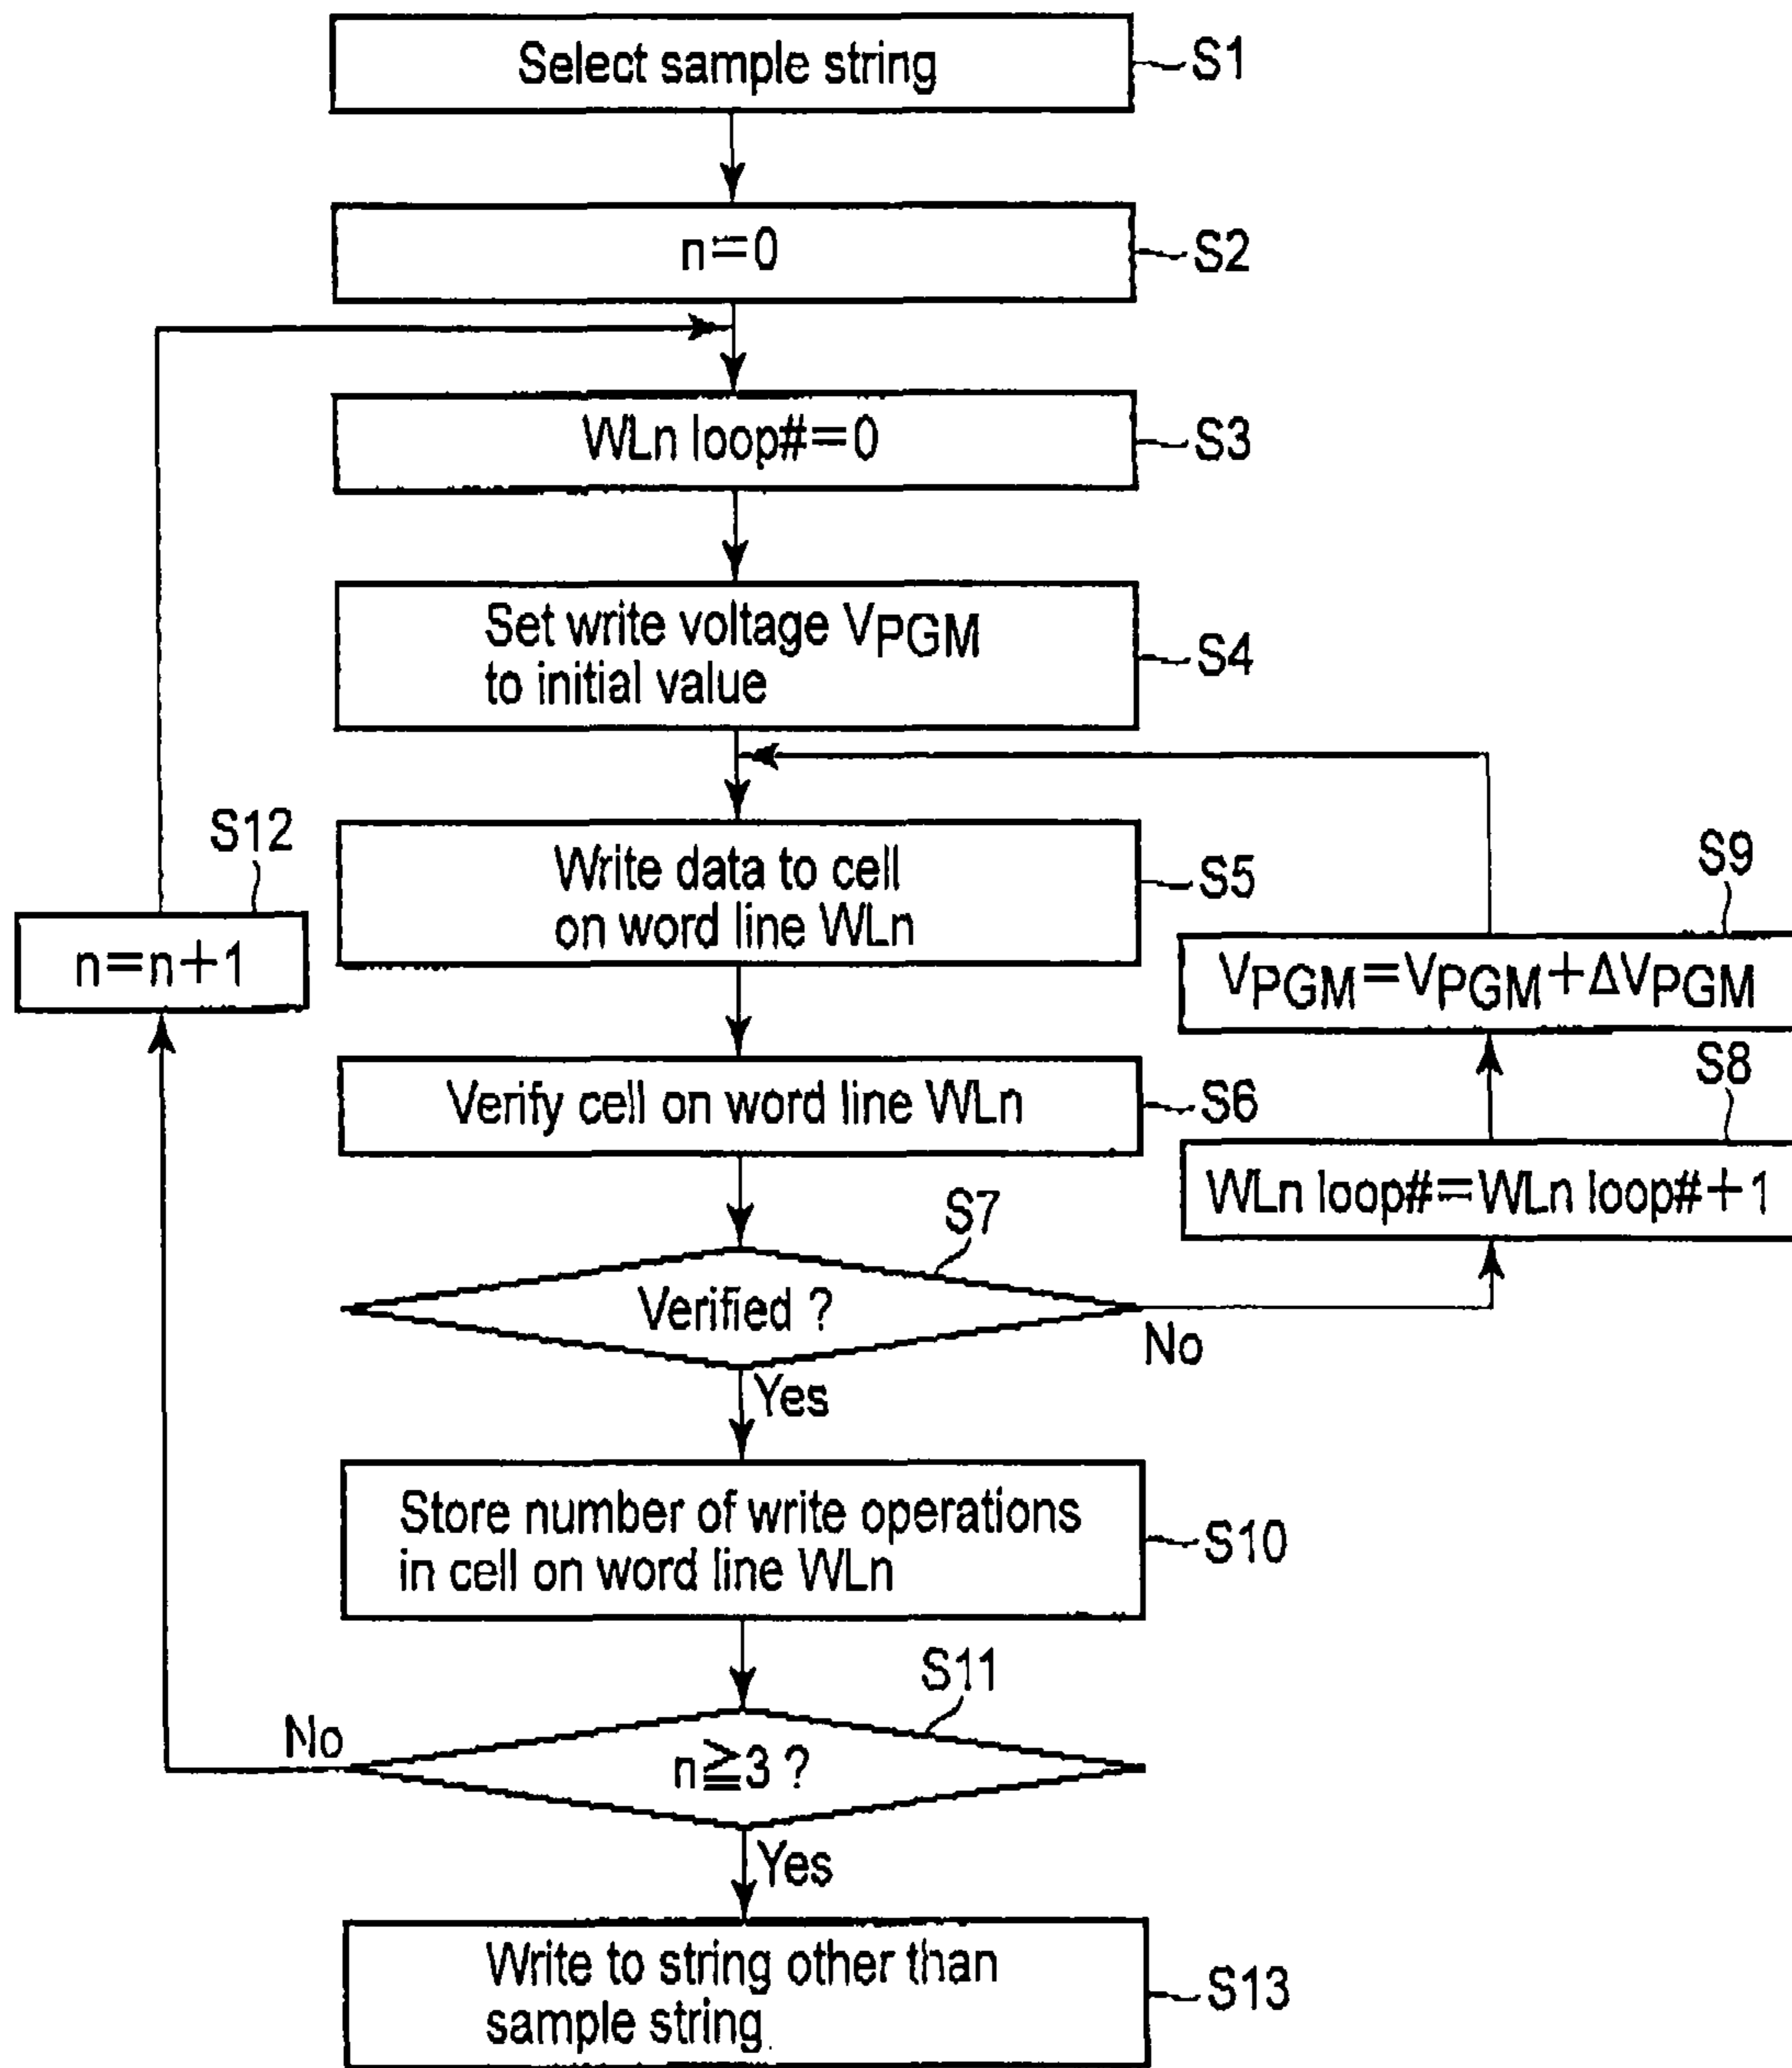 Select sample string
S1
n=0
S2
WLn loop#=0
S3
Set write voltage VPGM
to initial value
S4
Write data to cell
on word line WLn
S5
S12
n=n+1
S9
VPGM=VPGM+ΔVPGM
Verify cell on word line WLn
S6
S8
WLn loop#=WLn loop#+1
S7
Verified ?
No
Yes
Store number of write operations
in cell on word line WLn
S10
S11
n≧3 ?
No
Yes
Write to string other than
sample string
S13